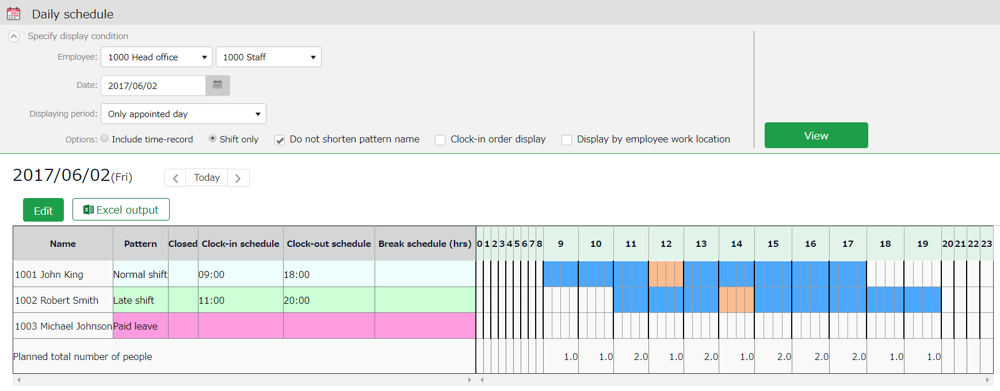 Daily schedule
Specify display condition
Employee: 1000 Head office 1000 Staff
Date: 2017/06/02
Displaying period: Only appointed day
Options: Include time-record Shift only Do not shorten pattern name Clock-in order display Display by employee work location
View
2017/06/02(Fri) Today
Edit Excel output
Name Pattern Closed Clock-in schedule Clock-out schedule Break schedule (hrs) 0 1 2 3 4 5 6 7 8 9 10 11 12 13 14 15 16 17 18 19 20 21 22 23
1001 John King Normal shift 09:00 18:00
1002 Robert Smith Late shift 11:00 20:00
1003 Michael Johnson Paid leave
Planned total number of people 1.0 1.0 2.0 1.0 2.0 1.0 2.0 2.0 2.0 1.0 1.0